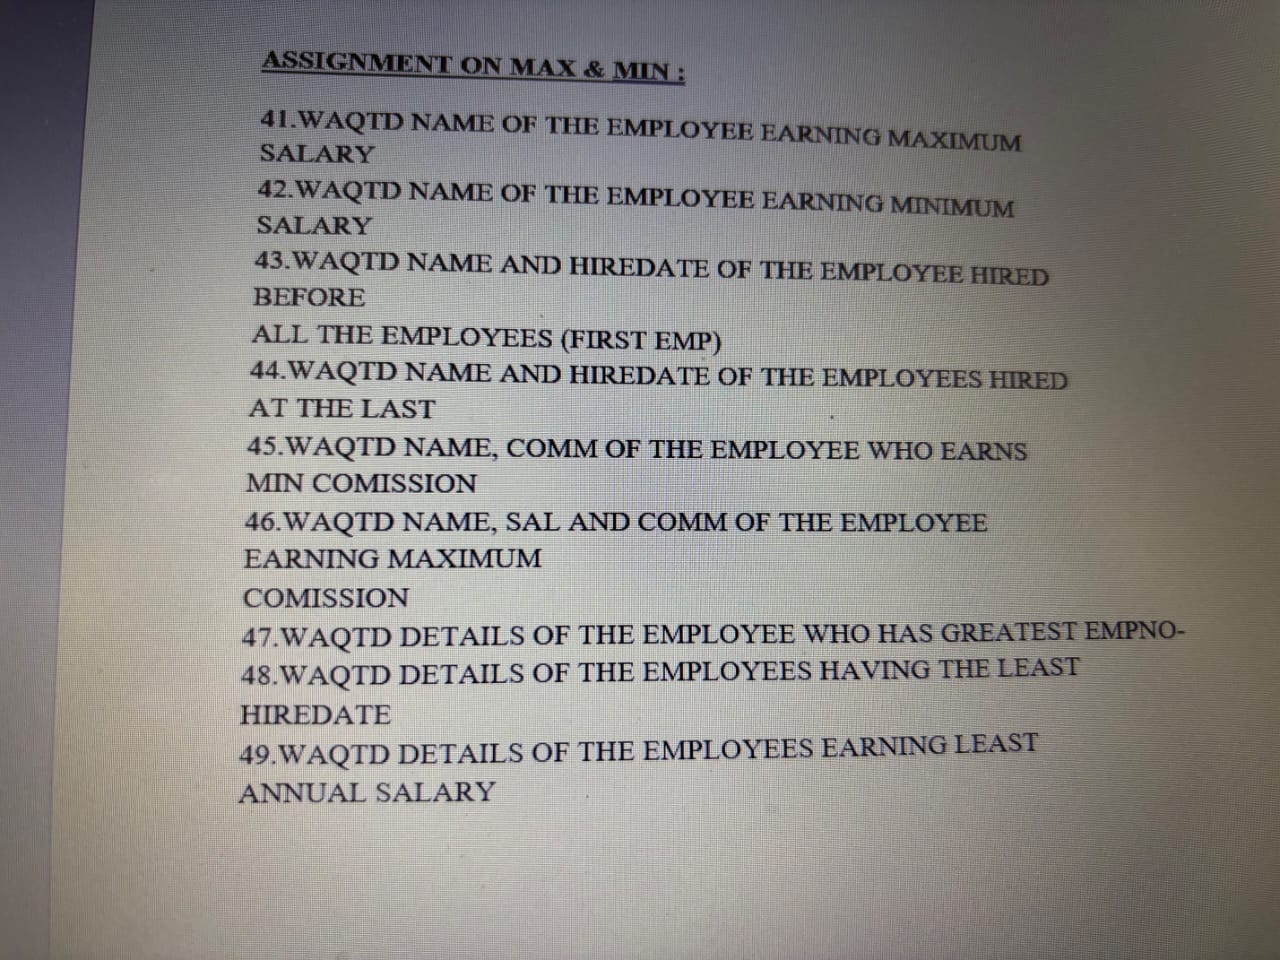 ASSIGNMENT ON MAX & MIN :
41.WAQTD NAME OF THE EMPLOYEE EARNING MAXIMUM
SALARY
42.WAQTD NAME OF THE EMPLOYEE EARNING MINIMUM
SALARY
43.WAQTD NAME AND HIREDATE OF THE EMPLOYEE HIRED
BEFORE
ALL THE EMPLOYEES (FIRST EMP)
44.WAQTD NAME AND HIREDATE OF THE EMPLOYEES HIRED
AT THE LAST
45.WAQTD NAME, COMM OF THE EMPLOYEE WHO EARNS
MIN COMISSION
46.WAQTD NAME, SAL AND COMM OF THE EMPLOYEE
EARNING MAXIMUM
COMISSION
47.WAQTD DETAILS OF THE EMPLOYEE WHO HAS GREATEST EMPNO-
48.WAQTD DETAILS OF THE EMPLOYEES HAVING THE LEAST
HIREDATE
49.WAQTD DETAILS OF THE EMPLOYEES EARNING LEAST
ANNUAL SALARY